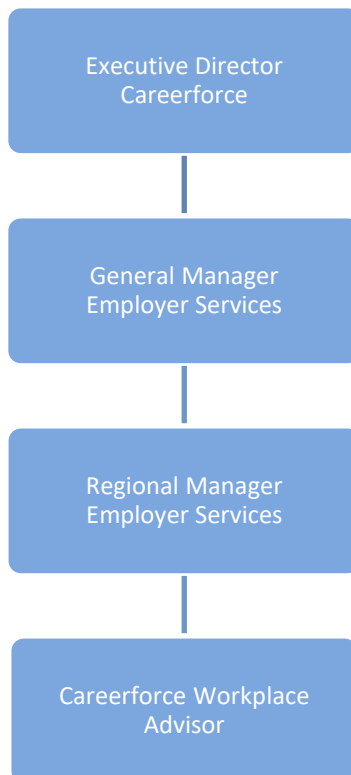 Executive Director
Careerforce
General Manager
Employer Services
Regional Manager
Employer Services
Careerforce Workplace
Advisor